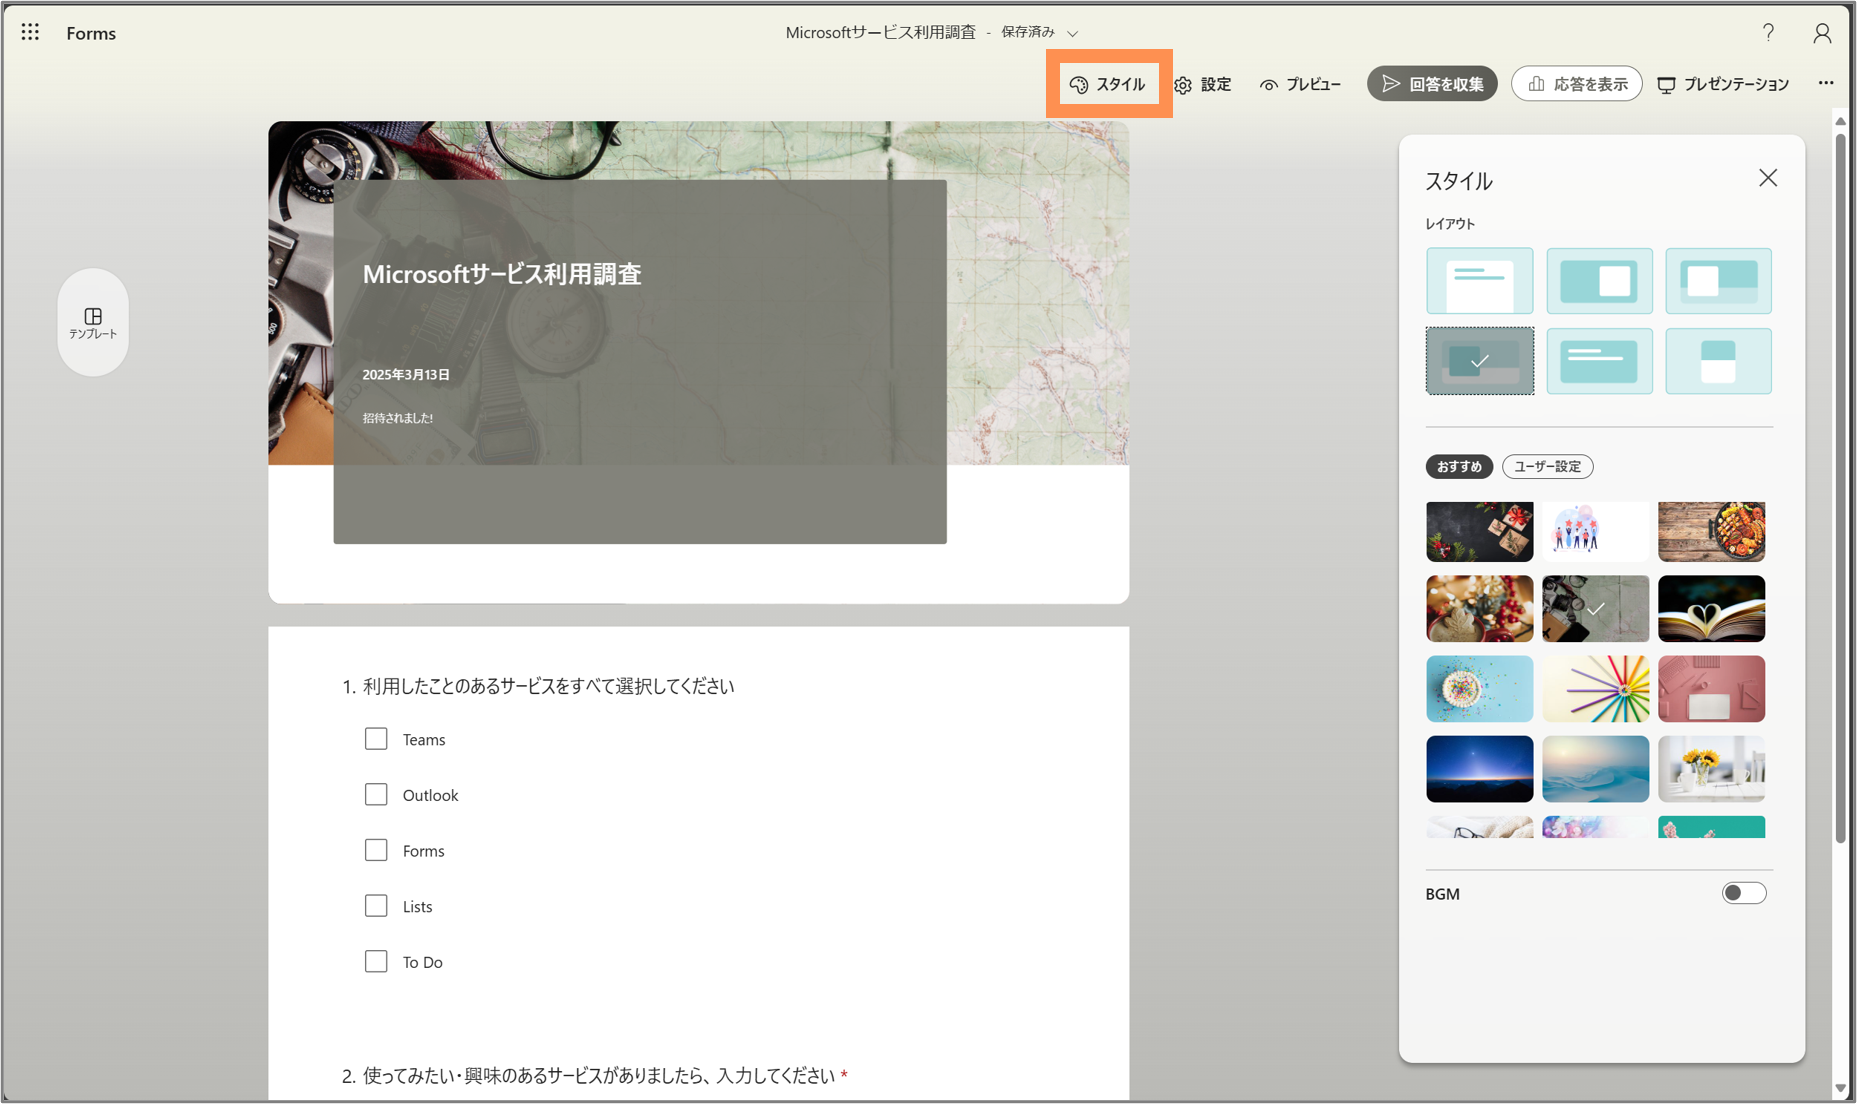 Forms
Microsoftサービス利用調査 - 保存済み
スタイル
設定
プレビュー
回答を収集
応答を表示
プレゼンテーション
テンプレート
Microsoftサービス利用調査
2025年3月13日
招待されました!
1. 利用したことのあるサービスをすべて選択してください
Teams
Outlook
Forms
Lists
To Do
2. 使ってみたい・興味のあるサービスがありましたら、入力してください *
スタイル
レイアウト
おすすめ
ユーザー設定
BGM